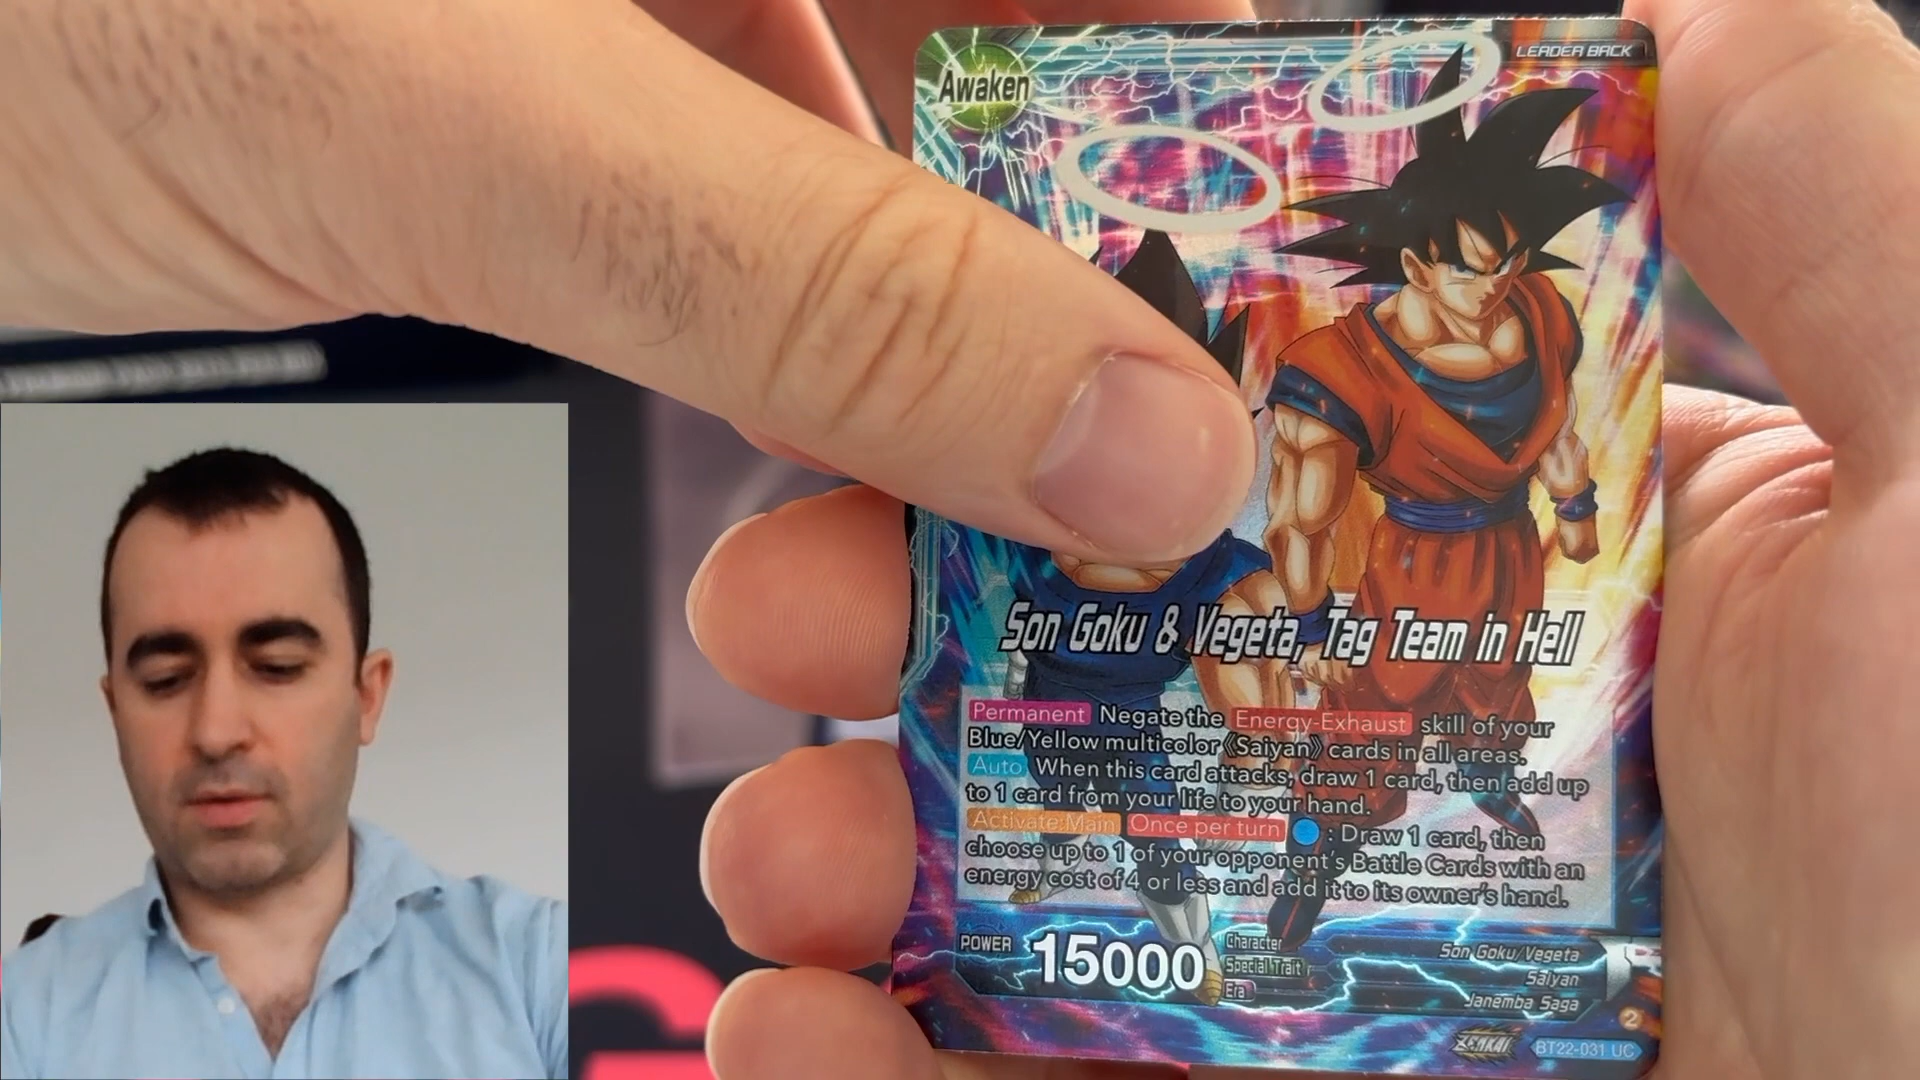 Awaken
LEADER BACK
Son Goku & Vegeta, Tag Team in Hell
Permanent Negate the Energy-Exhaust skill of your
Blue/Yellow multicolor《Saiyan》cards in all areas.
Auto When this card attacks, draw 1 card, then add up
to 1 card from your life to your hand.
Activate:Main Once per turn : Draw 1 card, then
choose up to 1 of your opponent's Battle Cards with an
energy cost of 4 or less and add it to its owner's hand.
POWER 15000
Character Son Goku/Vegeta
Special Trait Saiyan
Era Janemba Saga
2
ZENKAI BT22-031 UC